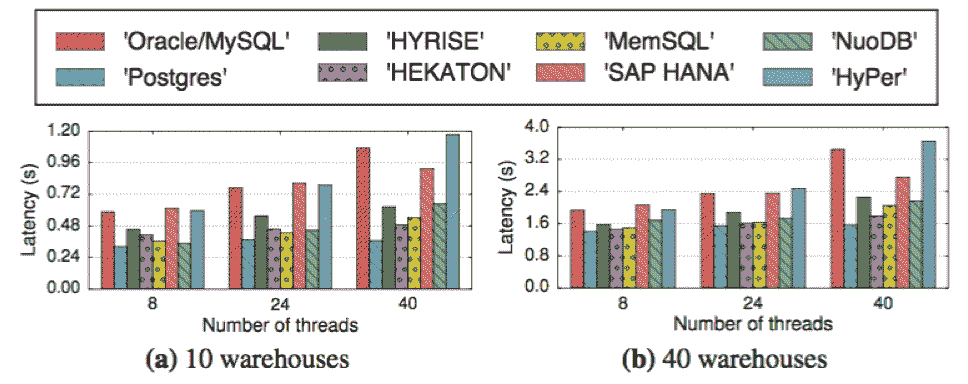 'Oracle/MySQL' 'HYRISE' 'MemSQL' 'NuoDB'
'Postgres' 'HEKATON' 'SAP HANA' 'HyPer'
Latency (s)
1.20
0.96
0.72
0.48
0.24
0.00
8 24 40
Number of threads
(a) 10 warehouses
Latency (s)
4.0
3.2
2.4
1.6
0.8
0.0
8 24 40
Number of threads
(b) 40 warehouses